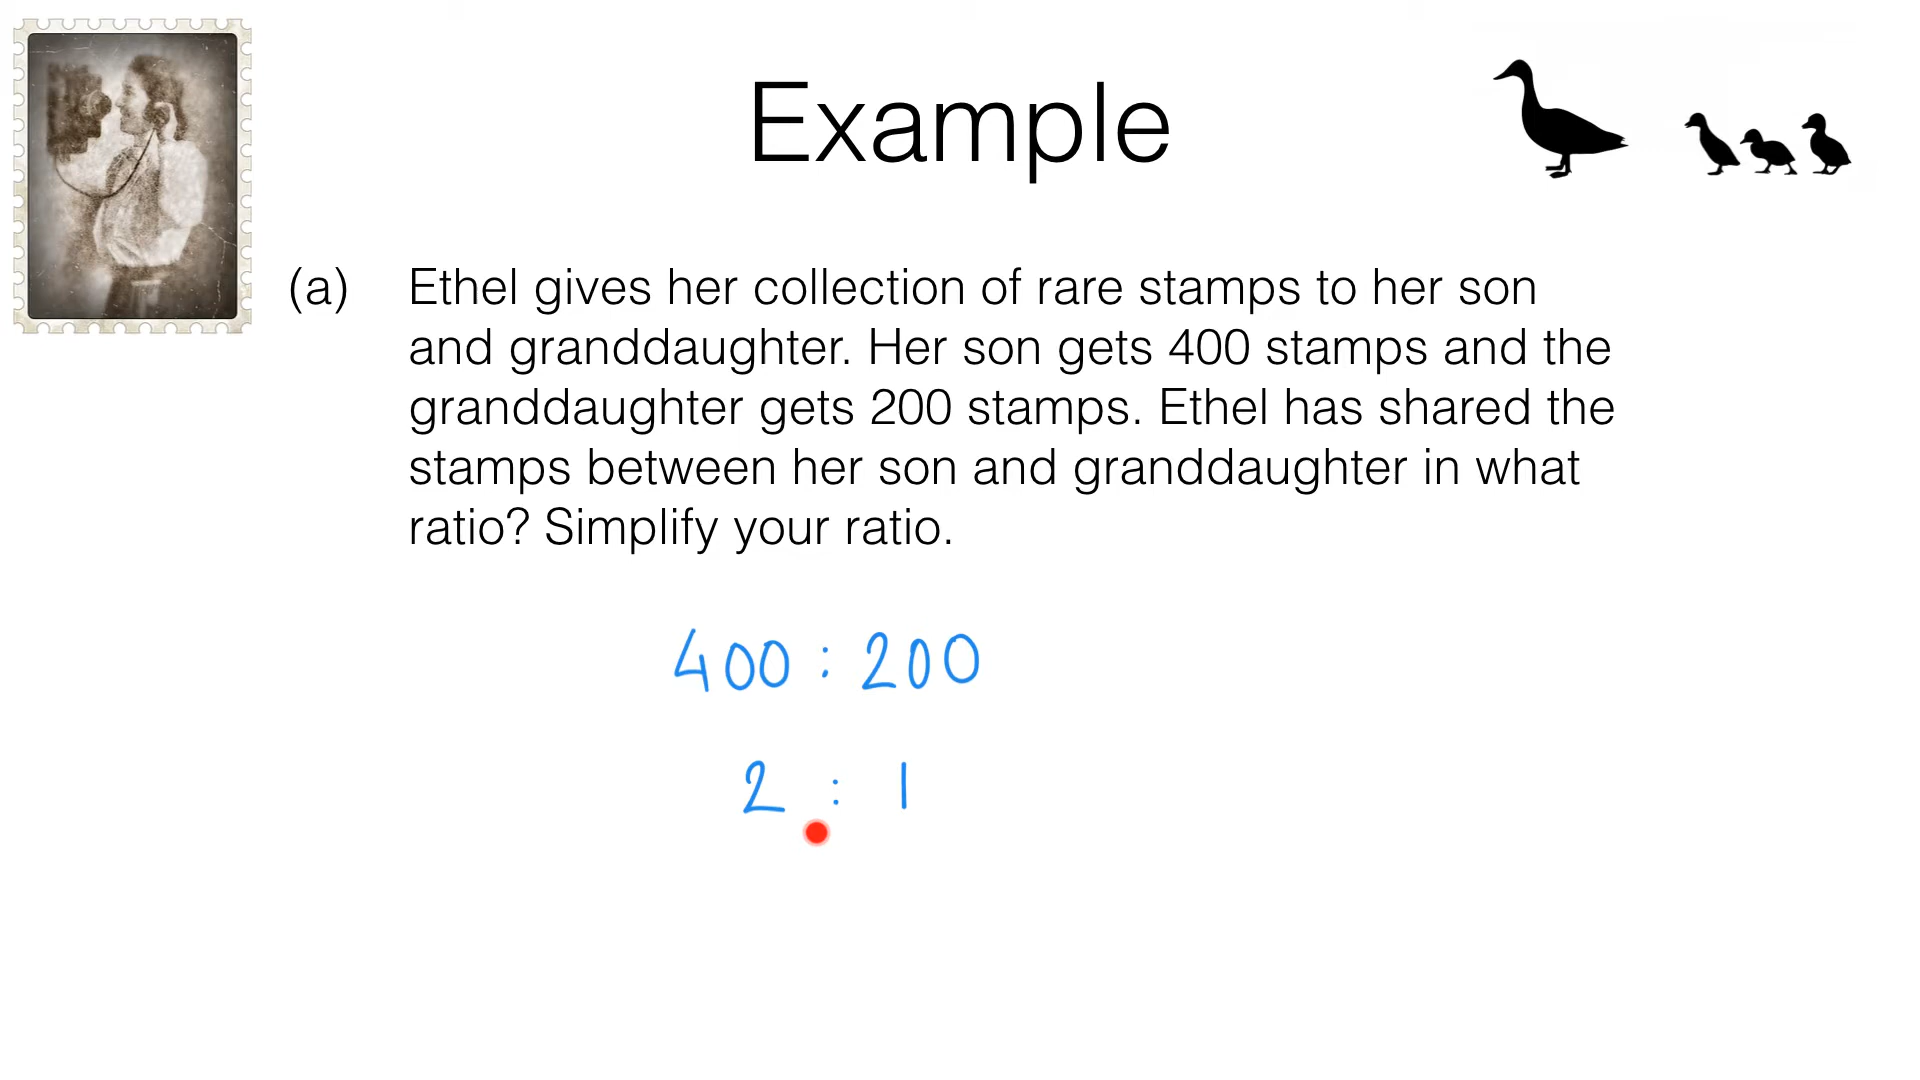 Example
(a) Ethel gives her collection of rare stamps to her son
and granddaughter. Her son gets 400 stamps and the
granddaughter gets 200 stamps. Ethel has shared the
stamps between her son and granddaughter in what
ratio? Simplify your ratio.
400 : 200
2 : 1